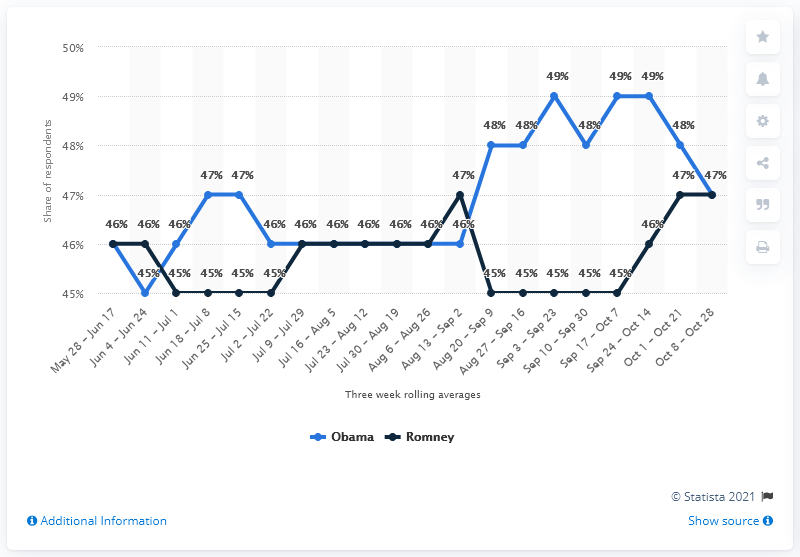 50%
49%
48%
47%
46%
45%
Share of respondents
46% 46% 46% 47% 47% 46% 46% 46% 46% 46% 46% 46% 48% 48% 49% 48% 49% 49% 48% 47%
45% 45% 45% 45% 45% 47% 45% 45% 45% 45% 45% 46% 47%
May 28 – Jun 17
Jun 4 – Jun 24
Jun 11 – Jul 1
Jun 18 – Jul 8
Jun 25 – Jul 15
Jul 2 – Jul 22
Jul 9 – Jul 29
Jul 16 – Aug 5
Jul 23 – Aug 12
Jul 30 – Aug 19
Aug 6 – Aug 26
Aug 13 – Sep 2
Aug 20 – Sep 9
Aug 27 – Sep 16
Sep 3 – Sep 23
Sep 10 – Sep 30
Sep 17 – Oct 7
Sep 24 – Oct 14
Oct 1 – Oct 21
Oct 8 – Oct 28
Three week rolling averages
Obama Romney
© Statista 2021
Additional Information Show source